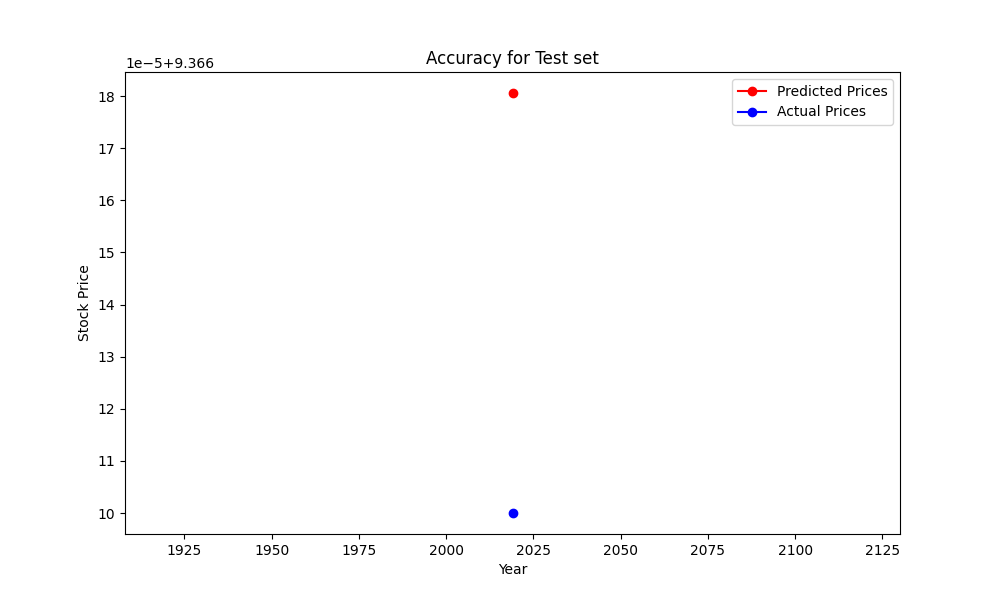 Accuracy for Test set
1e−5+9.366
Predicted Prices
Actual Prices
18
17
16
15
14
13
12
11
10
Stock Price
1925 1950 1975 2000 2025 2050 2075 2100 2125
Year